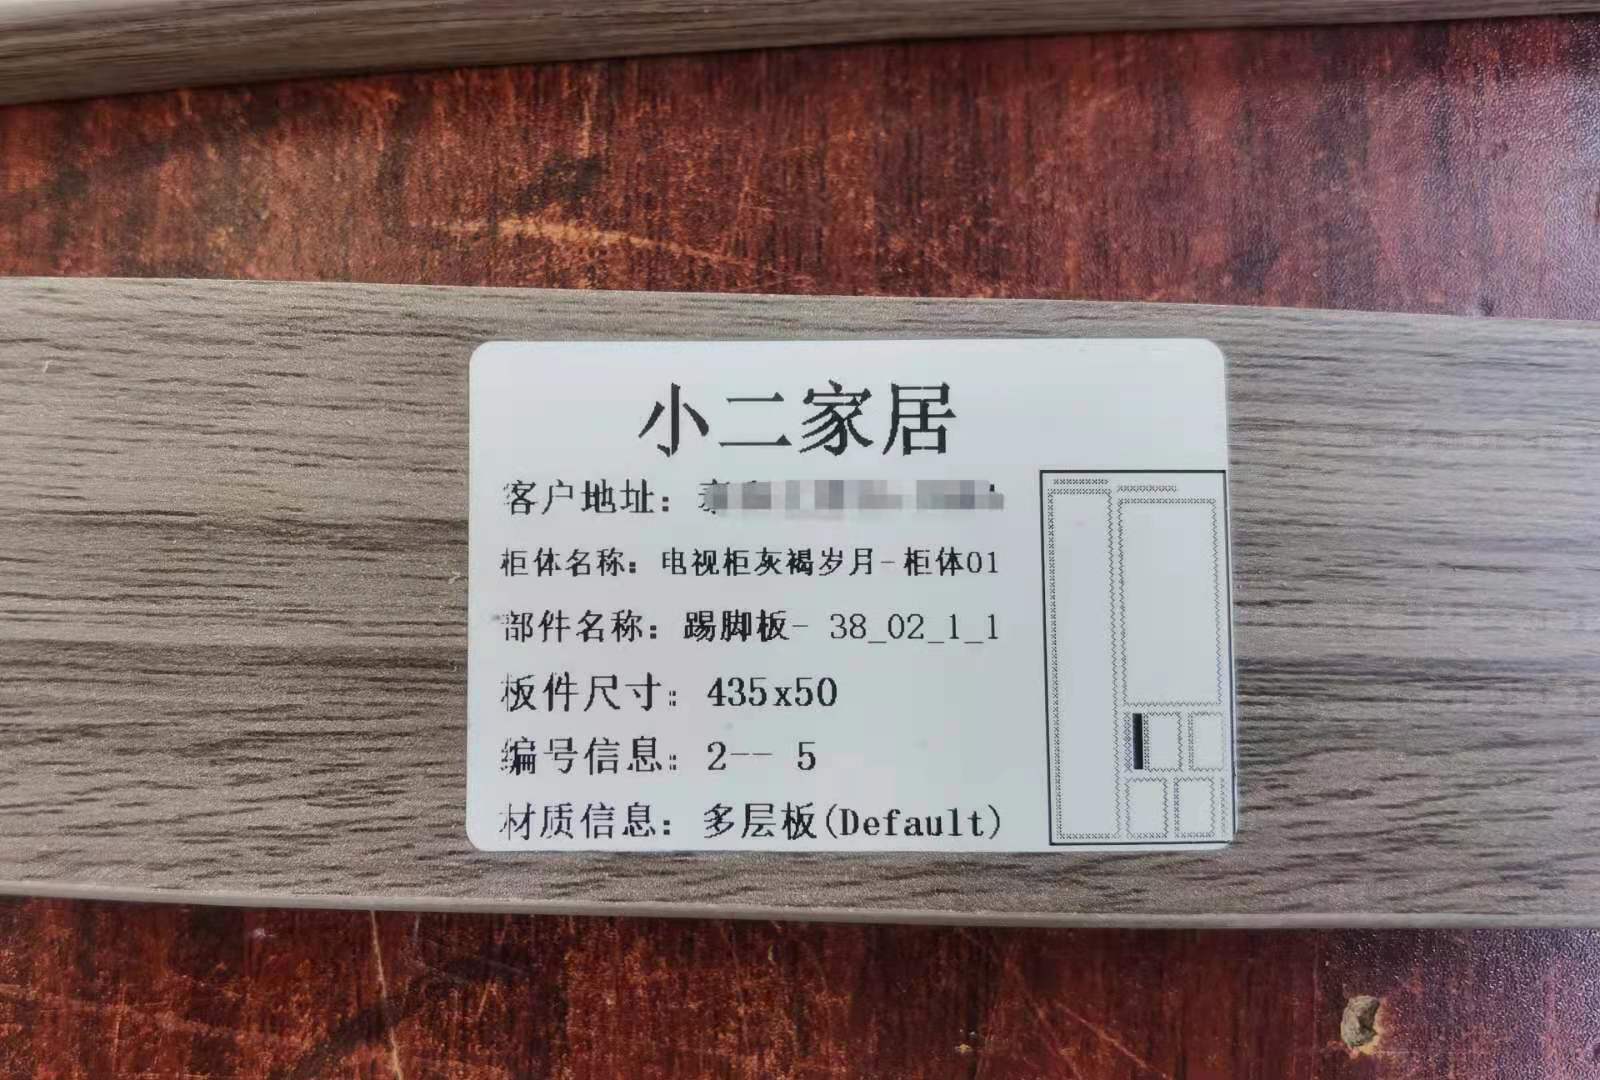 小二家居
客户地址：
柜体名称：电视柜灰褐岁月-柜体01
部件名称：踢脚板- 38_02_1_1
板件尺寸：435x50
编号信息：2-- 5
材质信息：多层板(Default)